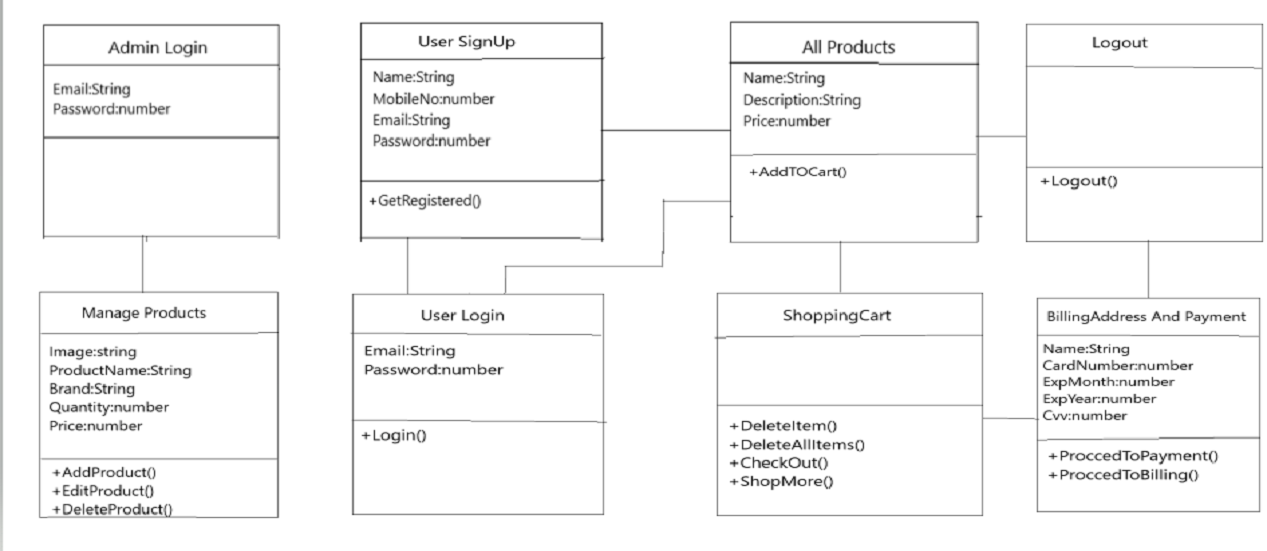 Admin Login
Email:String
Password:number
User SignUp
Name:String
MobileNo:number
Email:String
Password:number
+GetRegistered()
All Products
Name:String
Description:String
Price:number
+AddTOCart()
Logout
+Logout()
Manage Products
Image:string
ProductName:String
Brand:String
Quantity:number
Price:number
+AddProduct()
+EditProduct()
+DeleteProduct()
User Login
Email:String
Password:number
+Login()
ShoppingCart
+DeleteItem()
+DeleteAllItems()
+CheckOut()
+ShopMore()
BillingAddress And Payment
Name:String
CardNumber:number
ExpMonth:number
ExpYear:number
Cvv:number
+ProccedToPayment()
+ProccedToBilling()